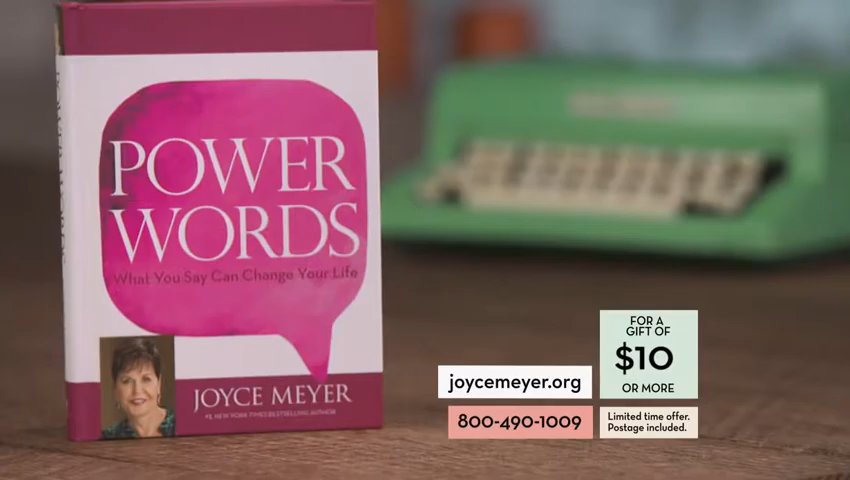 POWER
WORDS
What You Say Can Change Your Life
JOYCE MEYER
#1 NEW YORK TIMES BESTSELLING AUTHOR
joycemeyer.org
800-490-1009
FOR A
GIFT OF
$10
OR MORE
Limited time offer.
Postage included.